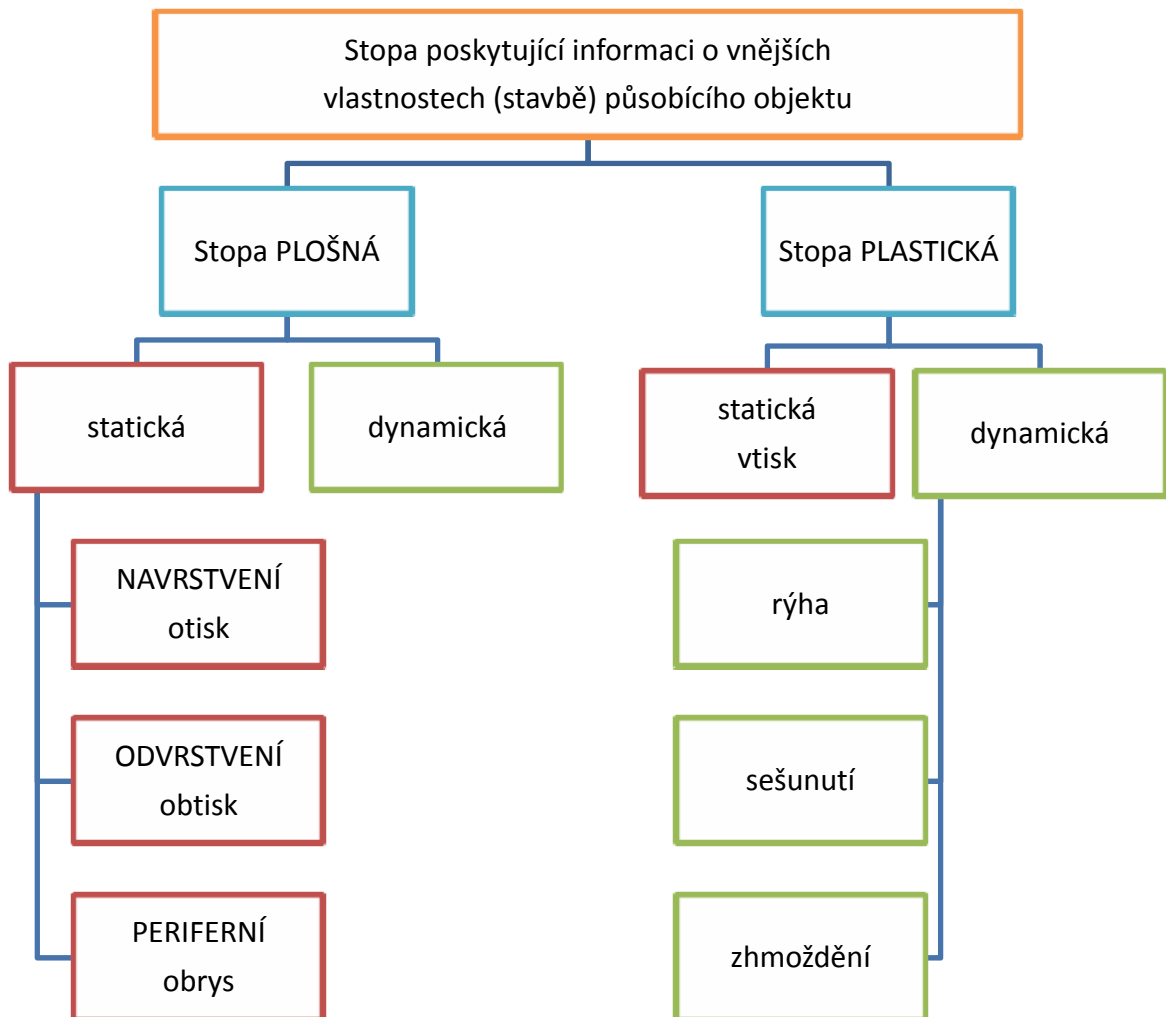 Stopa poskytující informaci o vnějších
vlastnostech (stavbě) působícího objektu
Stopa PLOŠNÁ
Stopa PLASTICKÁ
statická
dynamická
statická
vtisk
dynamická
NAVRSTVENÍ
otisk
rýha
ODVRSTVENÍ
obtisk
sešunutí
PERIFERNÍ
obrys
zhmoždění